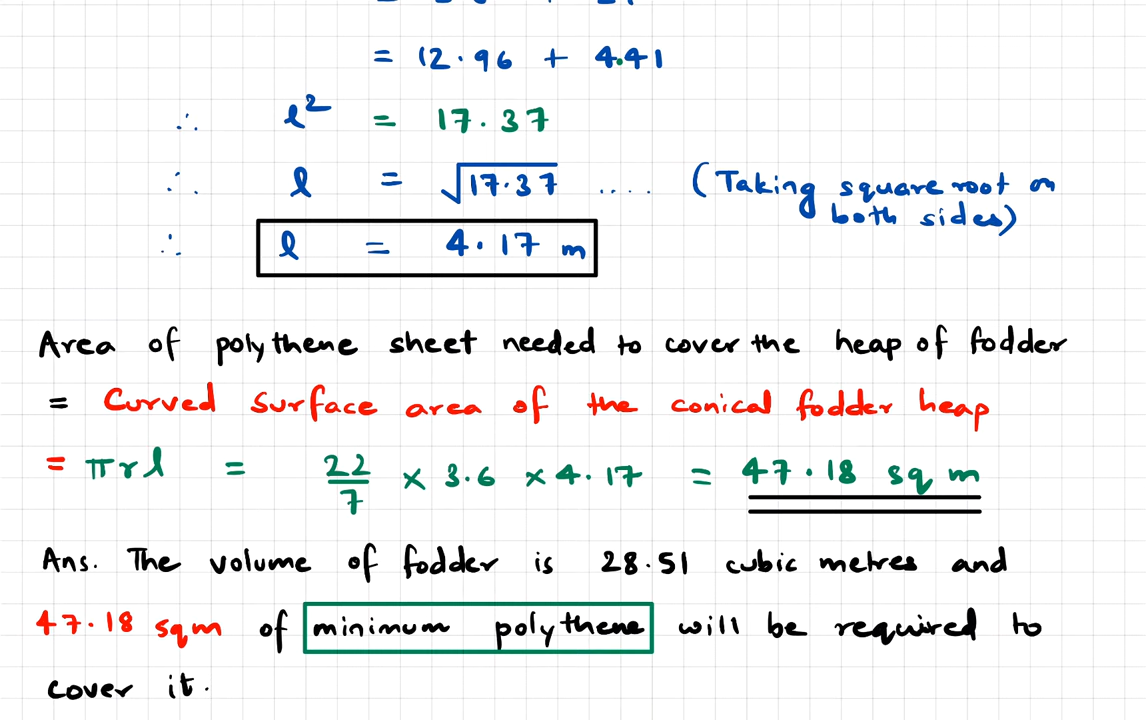 = 12.96 + 4.41
∴ l² = 17.37
∴ l = √17.37 .... (Taking square root on
both sides)
∴ l = 4.17 m
Area of polythene sheet needed to cover the heap of fodder
= Curved surface area of the conical fodder heap
= πrl = 22/7 × 3.6 × 4.17 = 47.18 sq m
Ans. The volume of fodder is 28.51 cubic metres and
47.18 sqm of minimum polythene will be required to
cover it.